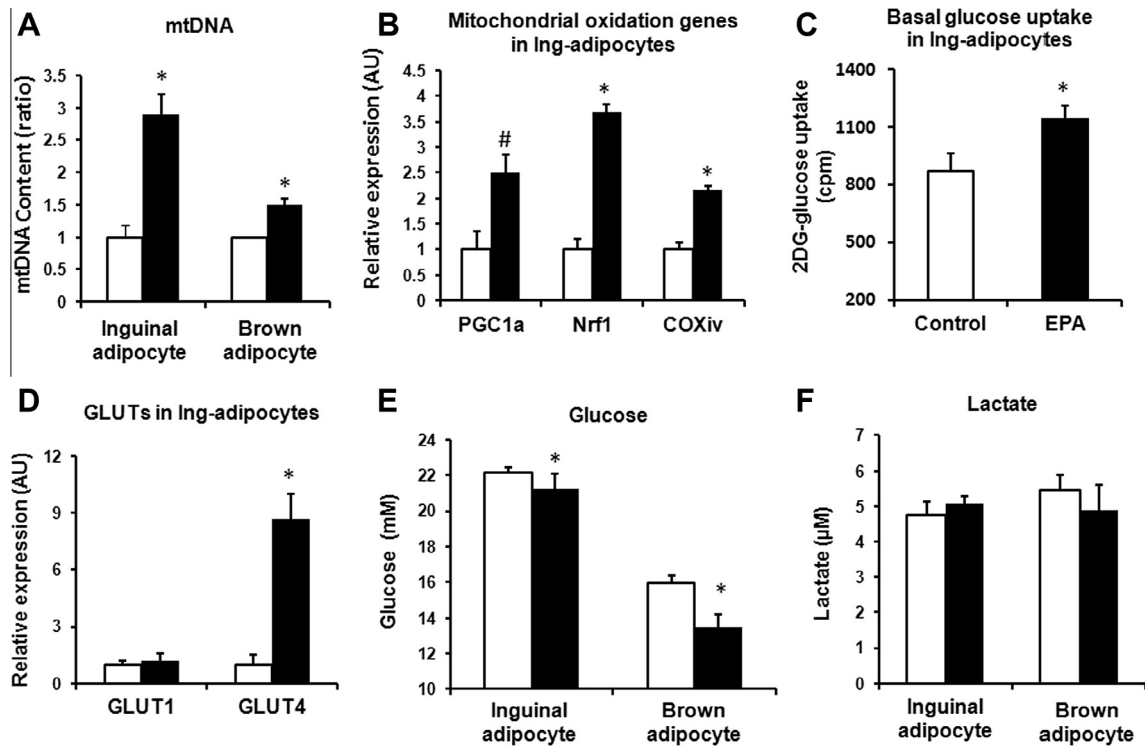 A
mtDNA
mtDNA Content (ratio)
3.5
3
2.5
2
1.5
1
0.5
0
*
*
Inguinal
adipocyte
Brown
adipocyte
B
Mitochondrial oxidation genes
in Ing-adipocytes
Relative expression (AU)
4.5
4
3.5
3
2.5
2
1.5
1
0.5
0
#
*
*
PGC1a
Nrf1
COXiv
C
Basal glucose uptake
in Ing-adipocytes
2DG-glucose uptake
(cpm)
1400
1100
800
500
200
*
Control
EPA
D
GLUTs in Ing-adipocytes
Relative expression (AU)
12
9
6
3
0
*
GLUT1
GLUT4
E
Glucose
Glucose (mM)
24
22
20
18
16
14
12
10
*
*
Inguinal
adipocyte
Brown
adipocyte
F
Lactate
Lactate (µM)
7
6
5
4
3
2
1
0
Inguinal
adipocyte
Brown
adipocyte